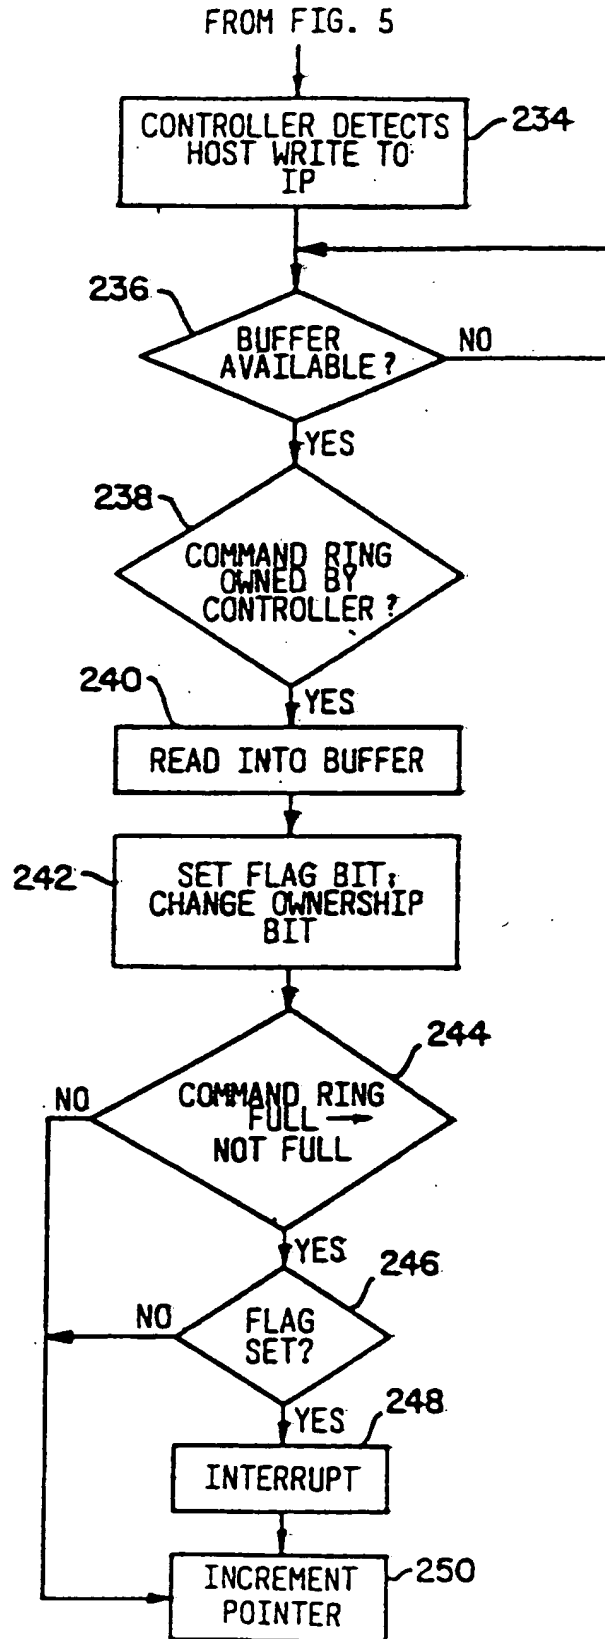 FROM FIG. 5
CONTROLLER DETECTS
HOST WRITE TO
IP
234
236
BUFFER
AVAILABLE?
NO
YES
238
COMMAND RING
OWNED BY
CONTROLLER?
240
YES
READ INTO BUFFER
242
SET FLAG BIT;
CHANGE OWNERSHIP
BIT
244
NO
COMMAND RING
FULL →
NOT FULL
YES
246
NO
FLAG
SET?
YES
248
INTERRUPT
INCREMENT
POINTER
250